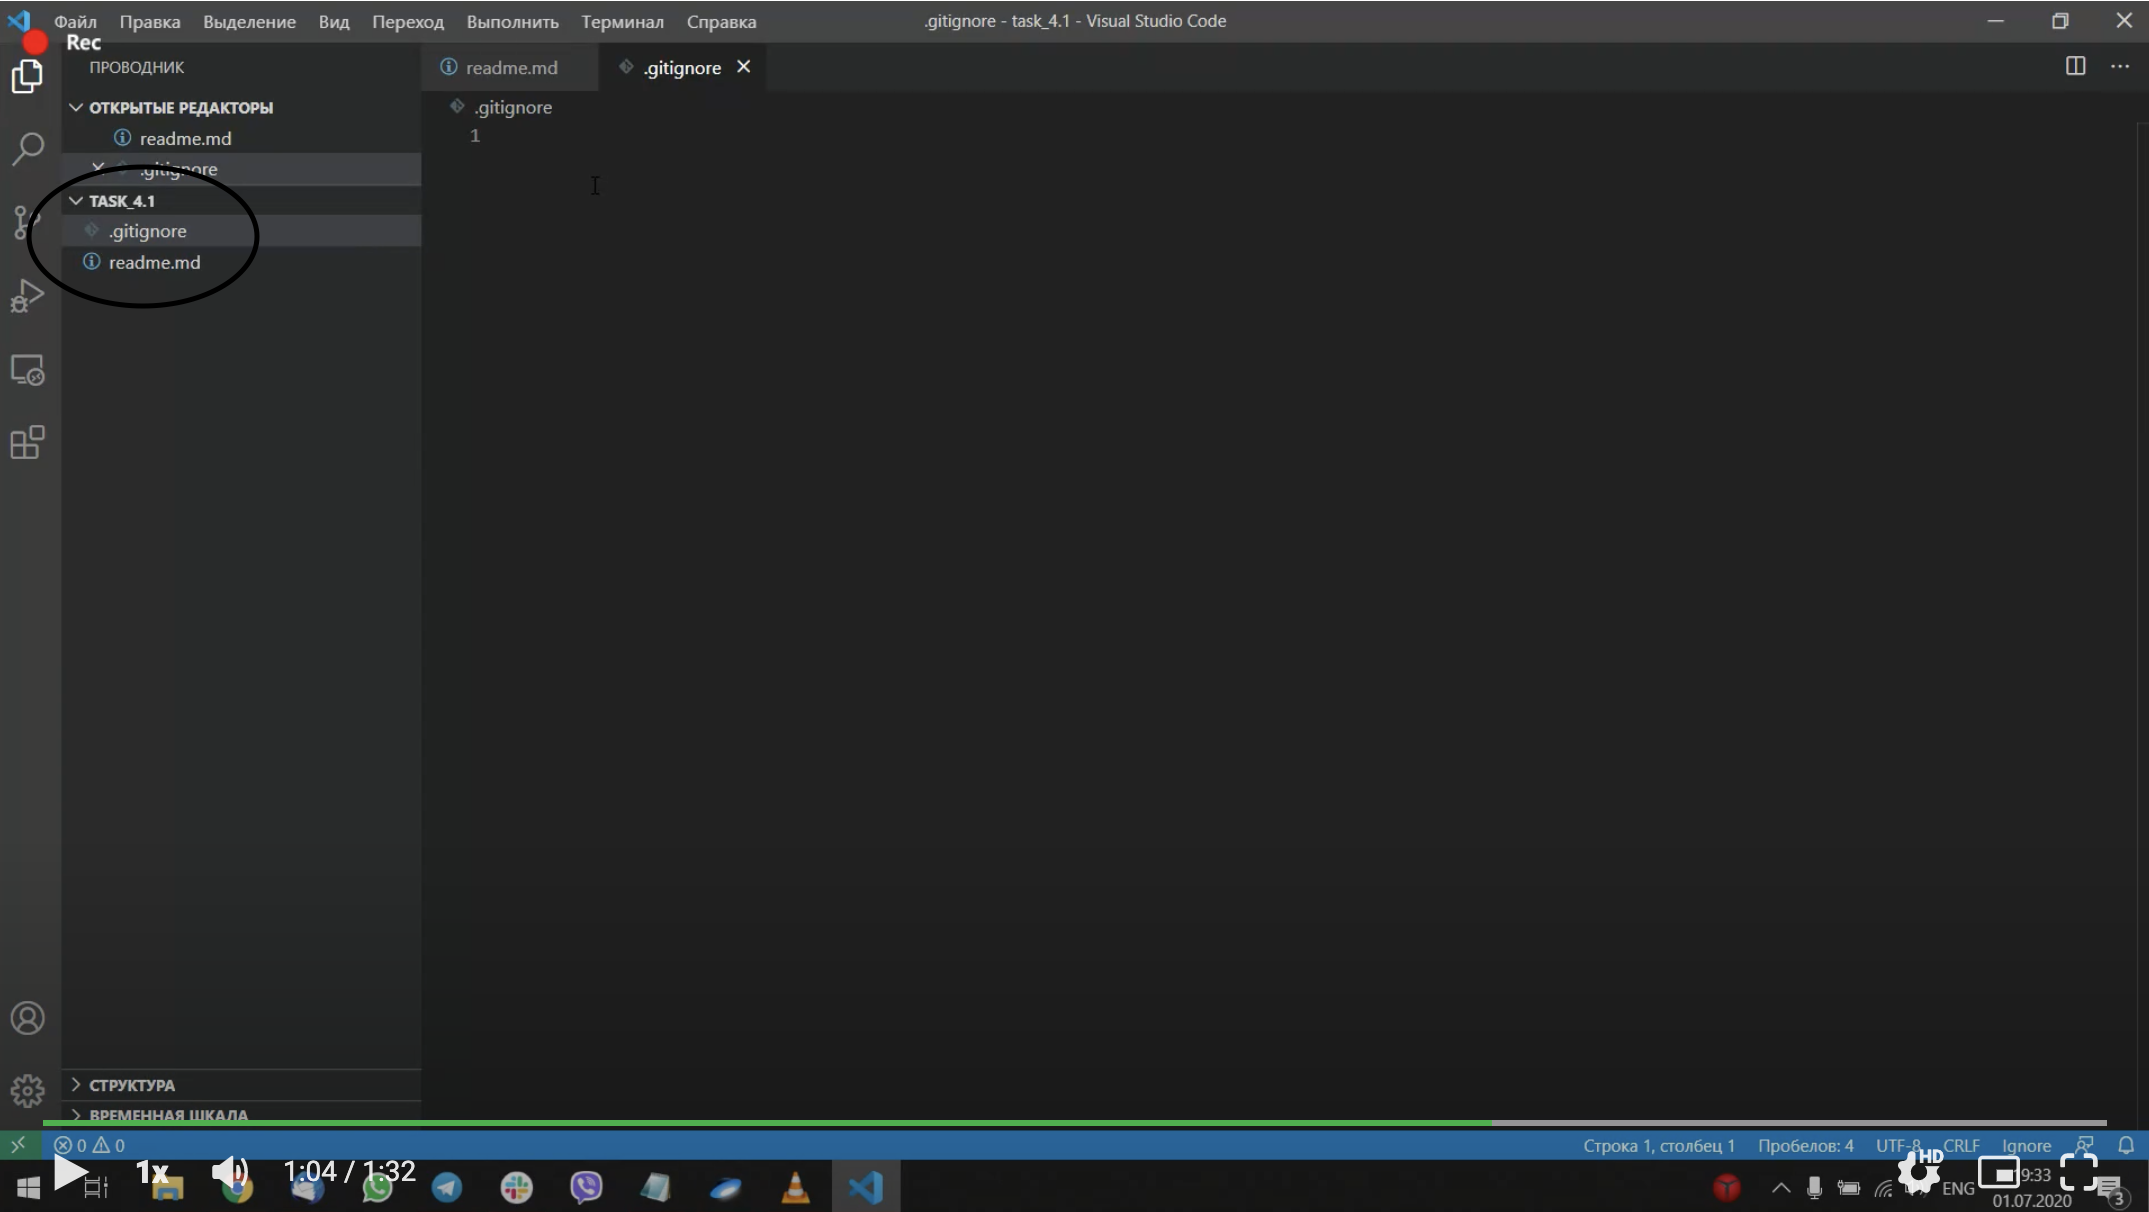 Файл Правка Выделение Вид Переход Выполнить Терминал Справка
.gitignore - task_4.1 - Visual Studio Code
Rec
ПРОВОДНИК
readme.md
.gitignore
ОТКРЫТЫЕ РЕДАКТОРЫ
readme.md
.gitignore
TASK_4.1
.gitignore
readme.md
.gitignore
1
СТРУКТУРА
ВРЕМЕННАЯ ШКАЛА
0 0
Строка 1, столбец 1 Пробелов: 4 UTF-8 CRLF Ignore
1x
1:04 / 1:32
HD
ENG
9:33
01.07.2020
3